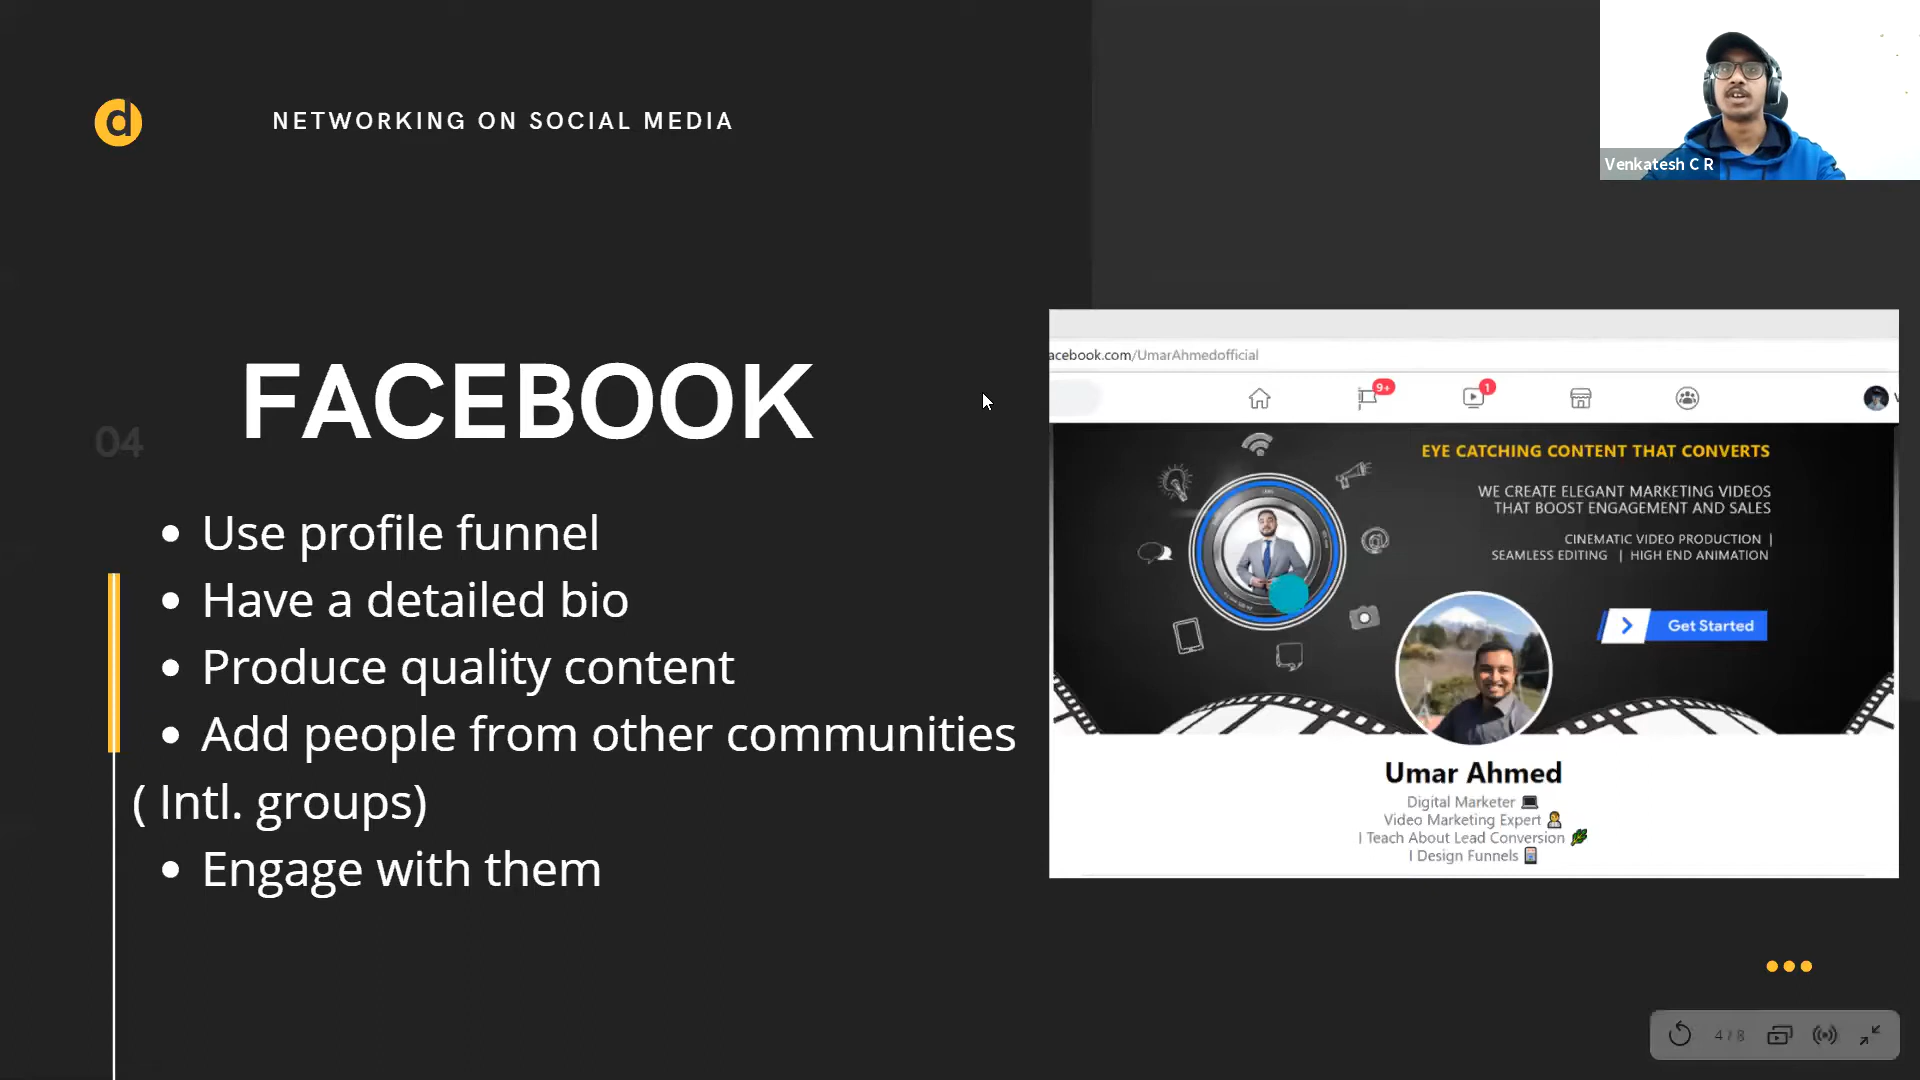 d
NETWORKING ON SOCIAL MEDIA
Venkatesh C R
04
FACEBOOK
• Use profile funnel
• Have a detailed bio
• Produce quality content
• Add people from other communities
( Intl. groups)
• Engage with them
acebook.com/UmarAhmedofficial
9+
1
EYE CATCHING CONTENT THAT CONVERTS
WE CREATE ELEGANT MARKETING VIDEOS
THAT BOOST ENGAGEMENT AND SALES
CINEMATIC VIDEO PRODUCTION |
SEAMLESS EDITING | HIGH END ANIMATION
Get Started
Umar Ahmed
Digital Marketer
Video Marketing Expert
I Teach About Lead Conversion
I Design Funnels
4 / 8